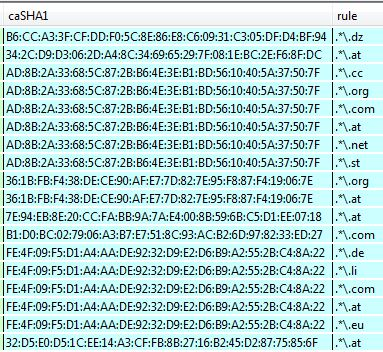 caSHA1 rule
B6:CC:A3:3F:CF:DD:F0:5C:8E:86:E8:C6:09:31:C3:05:DF:D4:BF:94 .*\.dz
34:2C:D9:D3:06:2D:A4:8C:34:69:65:29:7F:08:1E:BC:2E:F6:8F:DC .*\.at
AD:8B:2A:33:68:5C:87:2B:B6:4E:3E:B1:BD:56:10:40:5A:37:50:7F .*\.cc
AD:8B:2A:33:68:5C:87:2B:B6:4E:3E:B1:BD:56:10:40:5A:37:50:7F .*\.org
AD:8B:2A:33:68:5C:87:2B:B6:4E:3E:B1:BD:56:10:40:5A:37:50:7F .*\.com
AD:8B:2A:33:68:5C:87:2B:B6:4E:3E:B1:BD:56:10:40:5A:37:50:7F .*\.at
AD:8B:2A:33:68:5C:87:2B:B6:4E:3E:B1:BD:56:10:40:5A:37:50:7F .*\.net
AD:8B:2A:33:68:5C:87:2B:B6:4E:3E:B1:BD:56:10:40:5A:37:50:7F .*\.st
36:1B:FB:F4:38:DE:CE:90:AF:E7:7D:82:7E:95:F8:87:F4:19:06:7E .*\.org
36:1B:FB:F4:38:DE:CE:90:AF:E7:7D:82:7E:95:F8:87:F4:19:06:7E .*\.at
7E:94:EB:8E:20:CC:FA:BB:9A:7A:E4:00:8B:59:6B:C5:D1:EE:07:18 .*\.at
B1:D0:BC:02:79:06:A3:B7:E7:51:8C:93:AC:B2:6D:97:82:33:ED:27 .*\.com
FE:4F:09:F5:D1:A4:AA:DE:92:32:D9:E2:D6:B9:A2:55:2B:C4:8A:22 .*\.de
FE:4F:09:F5:D1:A4:AA:DE:92:32:D9:E2:D6:B9:A2:55:2B:C4:8A:22 .*\.li
FE:4F:09:F5:D1:A4:AA:DE:92:32:D9:E2:D6:B9:A2:55:2B:C4:8A:22 .*\.com
FE:4F:09:F5:D1:A4:AA:DE:92:32:D9:E2:D6:B9:A2:55:2B:C4:8A:22 .*\.at
FE:4F:09:F5:D1:A4:AA:DE:92:32:D9:E2:D6:B9:A2:55:2B:C4:8A:22 .*\.eu
32:D5:E0:D5:1C:EE:14:A3:CF:FB:8B:27:16:B2:45:D2:87:75:85:6F .*\.at